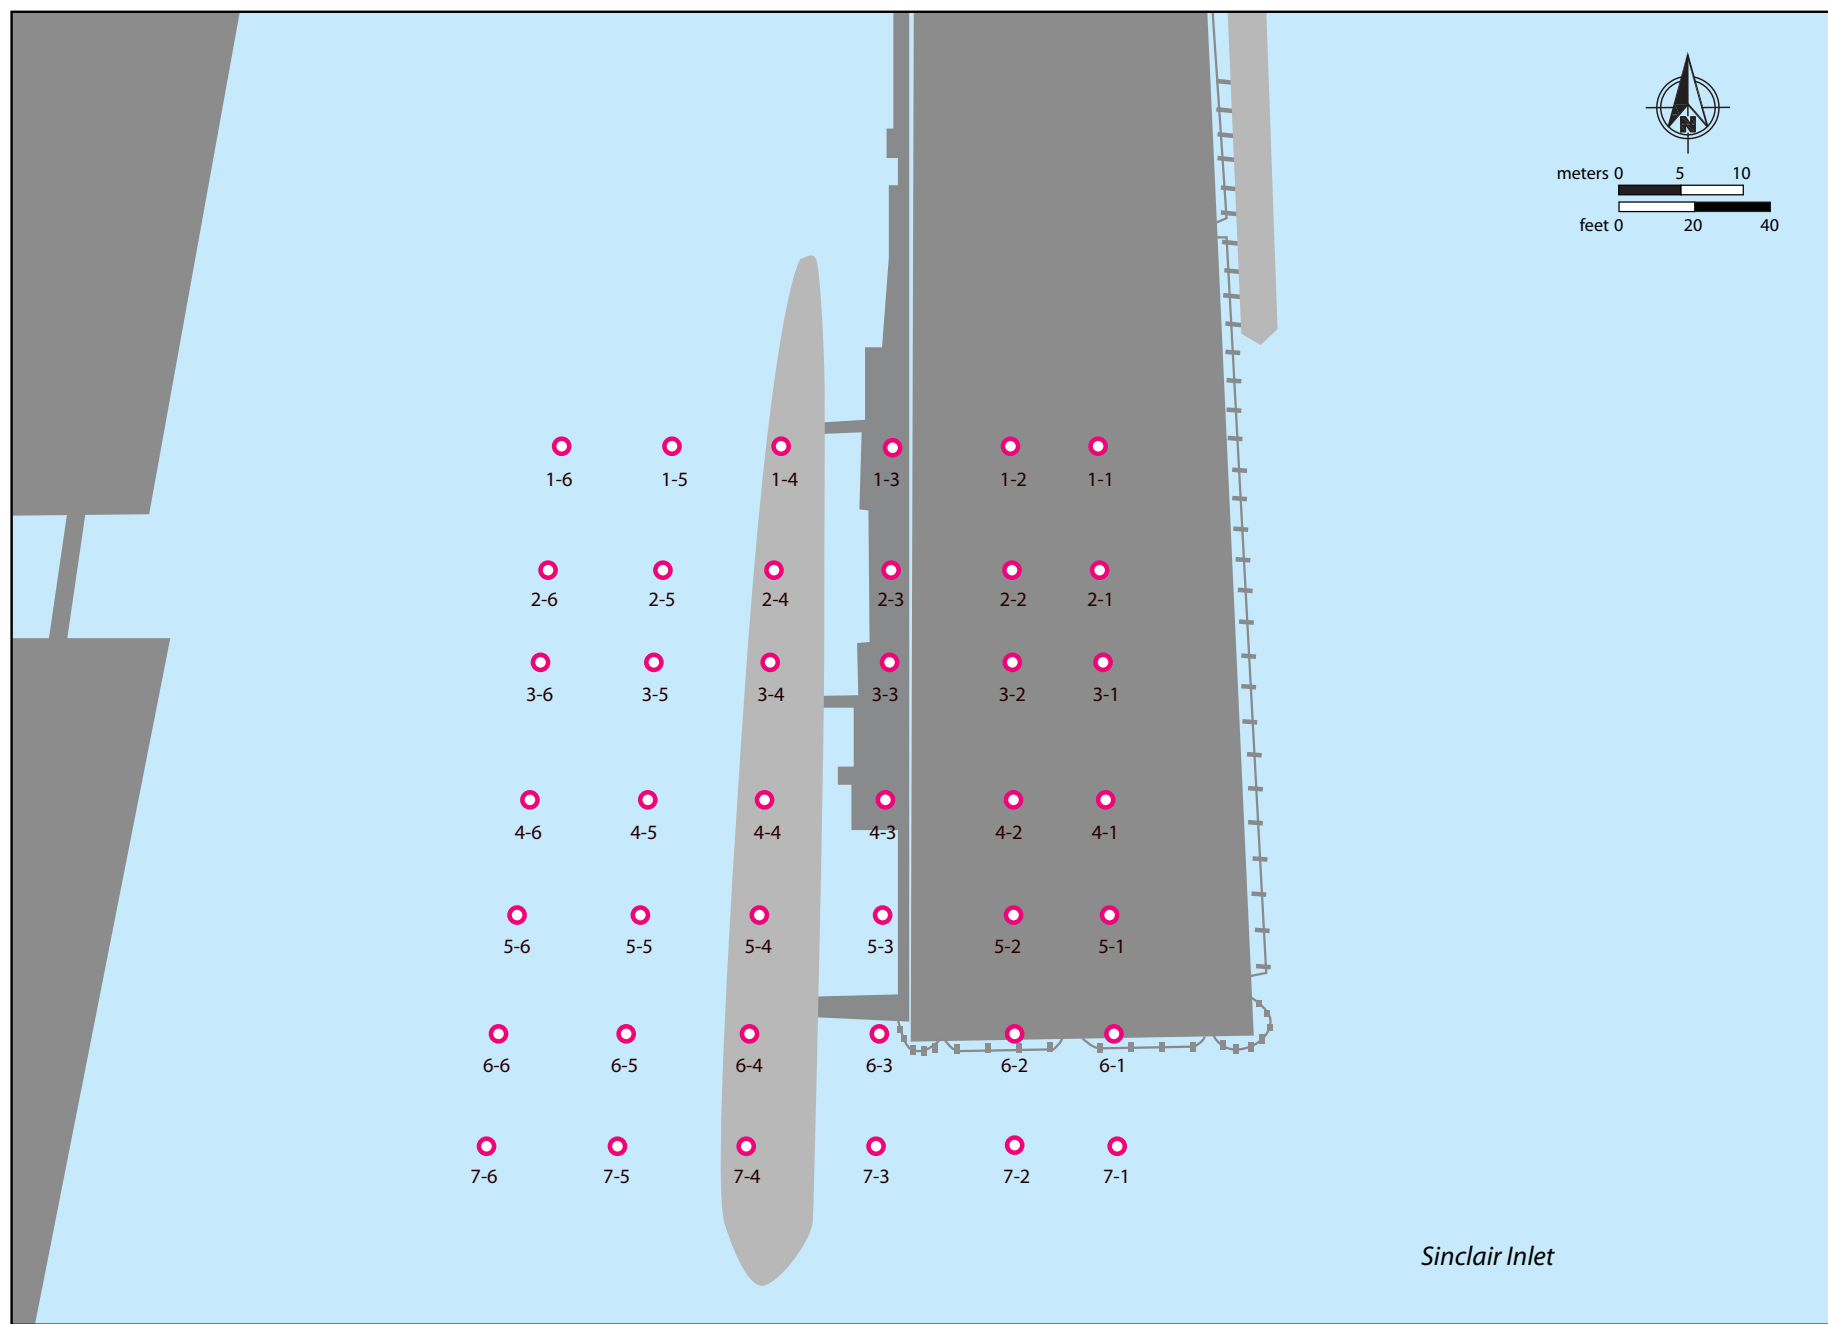 N
meters 0 5 10
feet 0 20 40
1-6 1-5 1-4 1-3 1-2 1-1
2-6 2-5 2-4 2-3 2-2 2-1
3-6 3-5 3-4 3-3 3-2 3-1
4-6 4-5 4-4 4-3 4-2 4-1
5-6 5-5 5-4 5-3 5-2 5-1
6-6 6-5 6-4 6-3 6-2 6-1
7-6 7-5 7-4 7-3 7-2 7-1
Sinclair Inlet